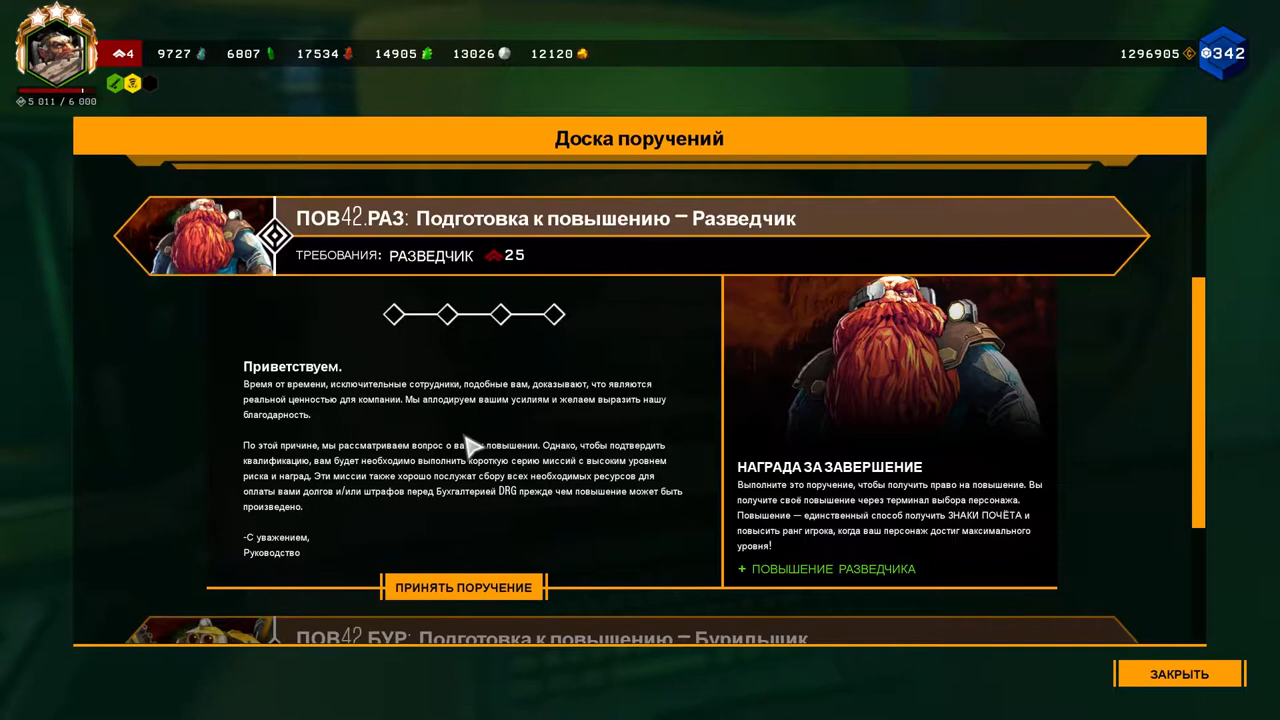 4 9727 6807 17534 14905 13026 12120 1296905 342
5 011 / 6 000
Доска поручений
ПОВ42.РАЗ: Подготовка к повышению — Разведчик
ТРЕБОВАНИЯ: РАЗВЕДЧИК 25
Приветствуем.
Время от времени, исключительные сотрудники, подобные вам, доказывают, что являются
реальной ценностью для компании. Мы аплодируем вашим усилиям и желаем выразить нашу
благодарность.
По этой причине, мы рассматриваем вопрос о ва повышении. Однако, чтобы подтвердить
квалификацию, вам будет необходимо выполнить короткую серию миссий с высоким уровнем
риска и наград. Эти миссии также хорошо послужат сбору всех необходимых ресурсов для
оплаты вами долгов и/или штрафов перед Бухгалтерией DRG прежде чем повышение может быть
произведено.
-С уважением,
Руководство
ПРИНЯТЬ ПОРУЧЕНИЕ
НАГРАДА ЗА ЗАВЕРШЕНИЕ
Выполните это поручение, чтобы получить право на повышение. Вы
получите своё повышение через терминал выбора персонажа.
Повышение — единственный способ получить ЗНАКИ ПОЧЁТА и
повысить ранг игрока, когда ваш персонаж достиг максимального
уровня!
+ ПОВЫШЕНИЕ РАЗВЕДЧИКА
ПОВ42.БУР: Подготовка к повышению — Бурильщик
ЗАКРЫТЬ